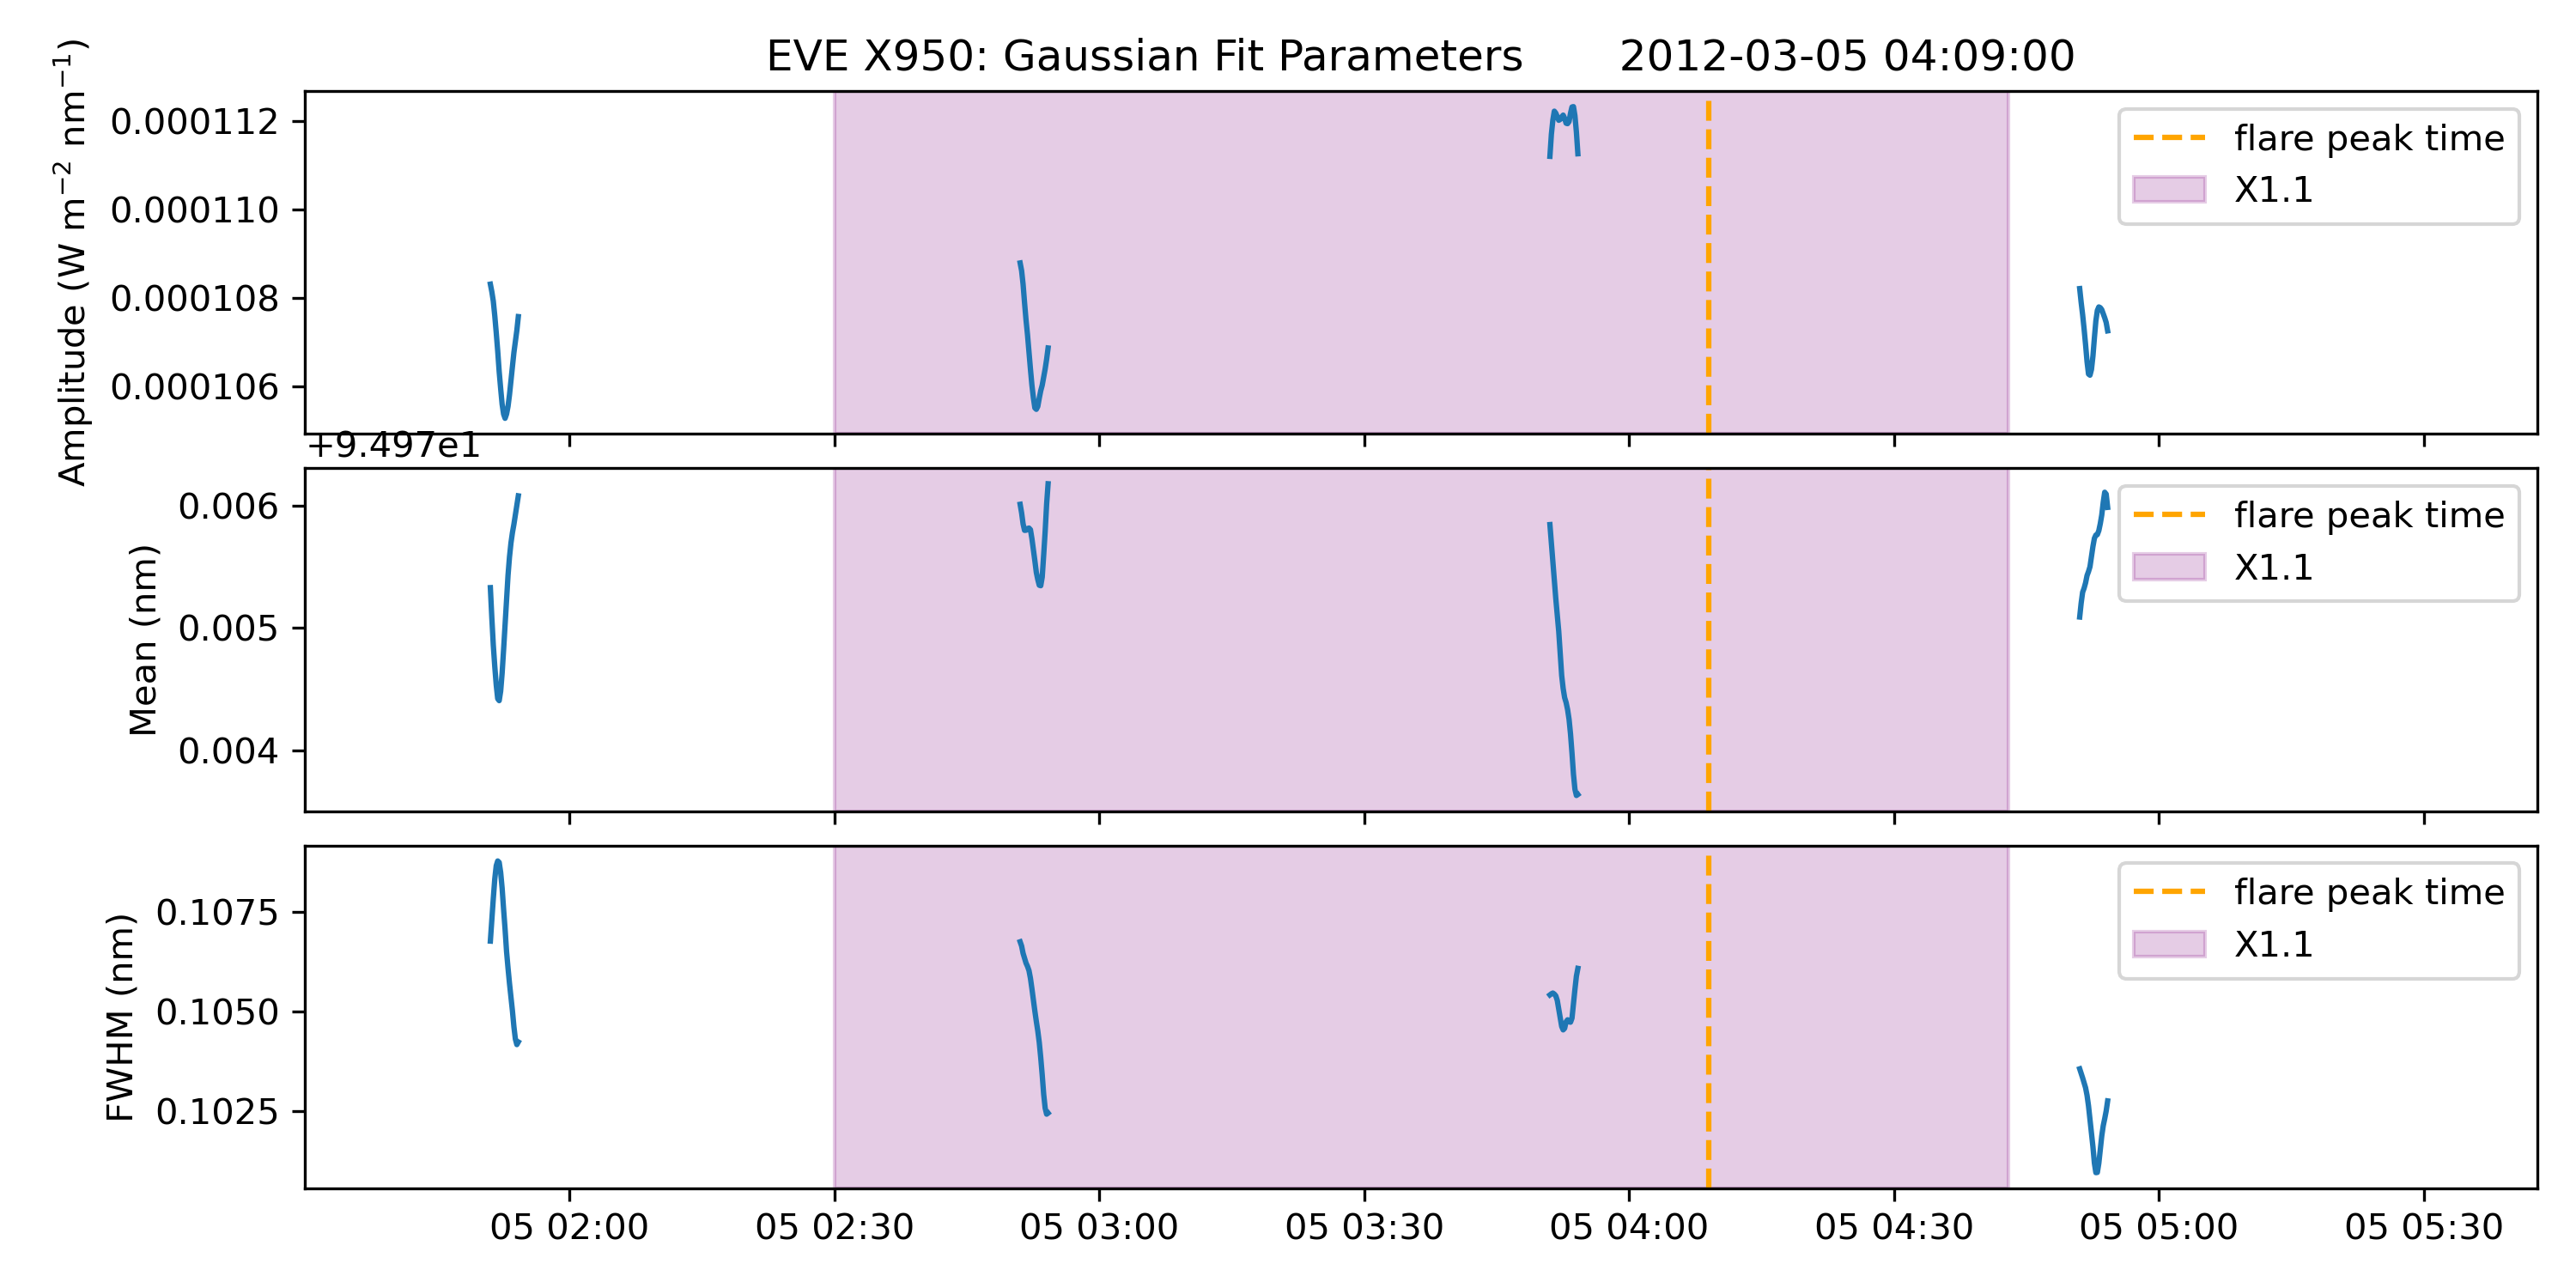 EVE X950: Gaussian Fit Parameters 2012-03-05 04:09:00
Amplitude (W m⁻² nm⁻¹)
0.000112
0.000110
0.000108
0.000106
flare peak time
X1.1
+9.497e1
Mean (nm)
0.006
0.005
0.004
flare peak time
X1.1
FWHM (nm)
0.1075
0.1050
0.1025
flare peak time
X1.1
05 02:00 05 02:30 05 03:00 05 03:30 05 04:00 05 04:30 05 05:00 05 05:30